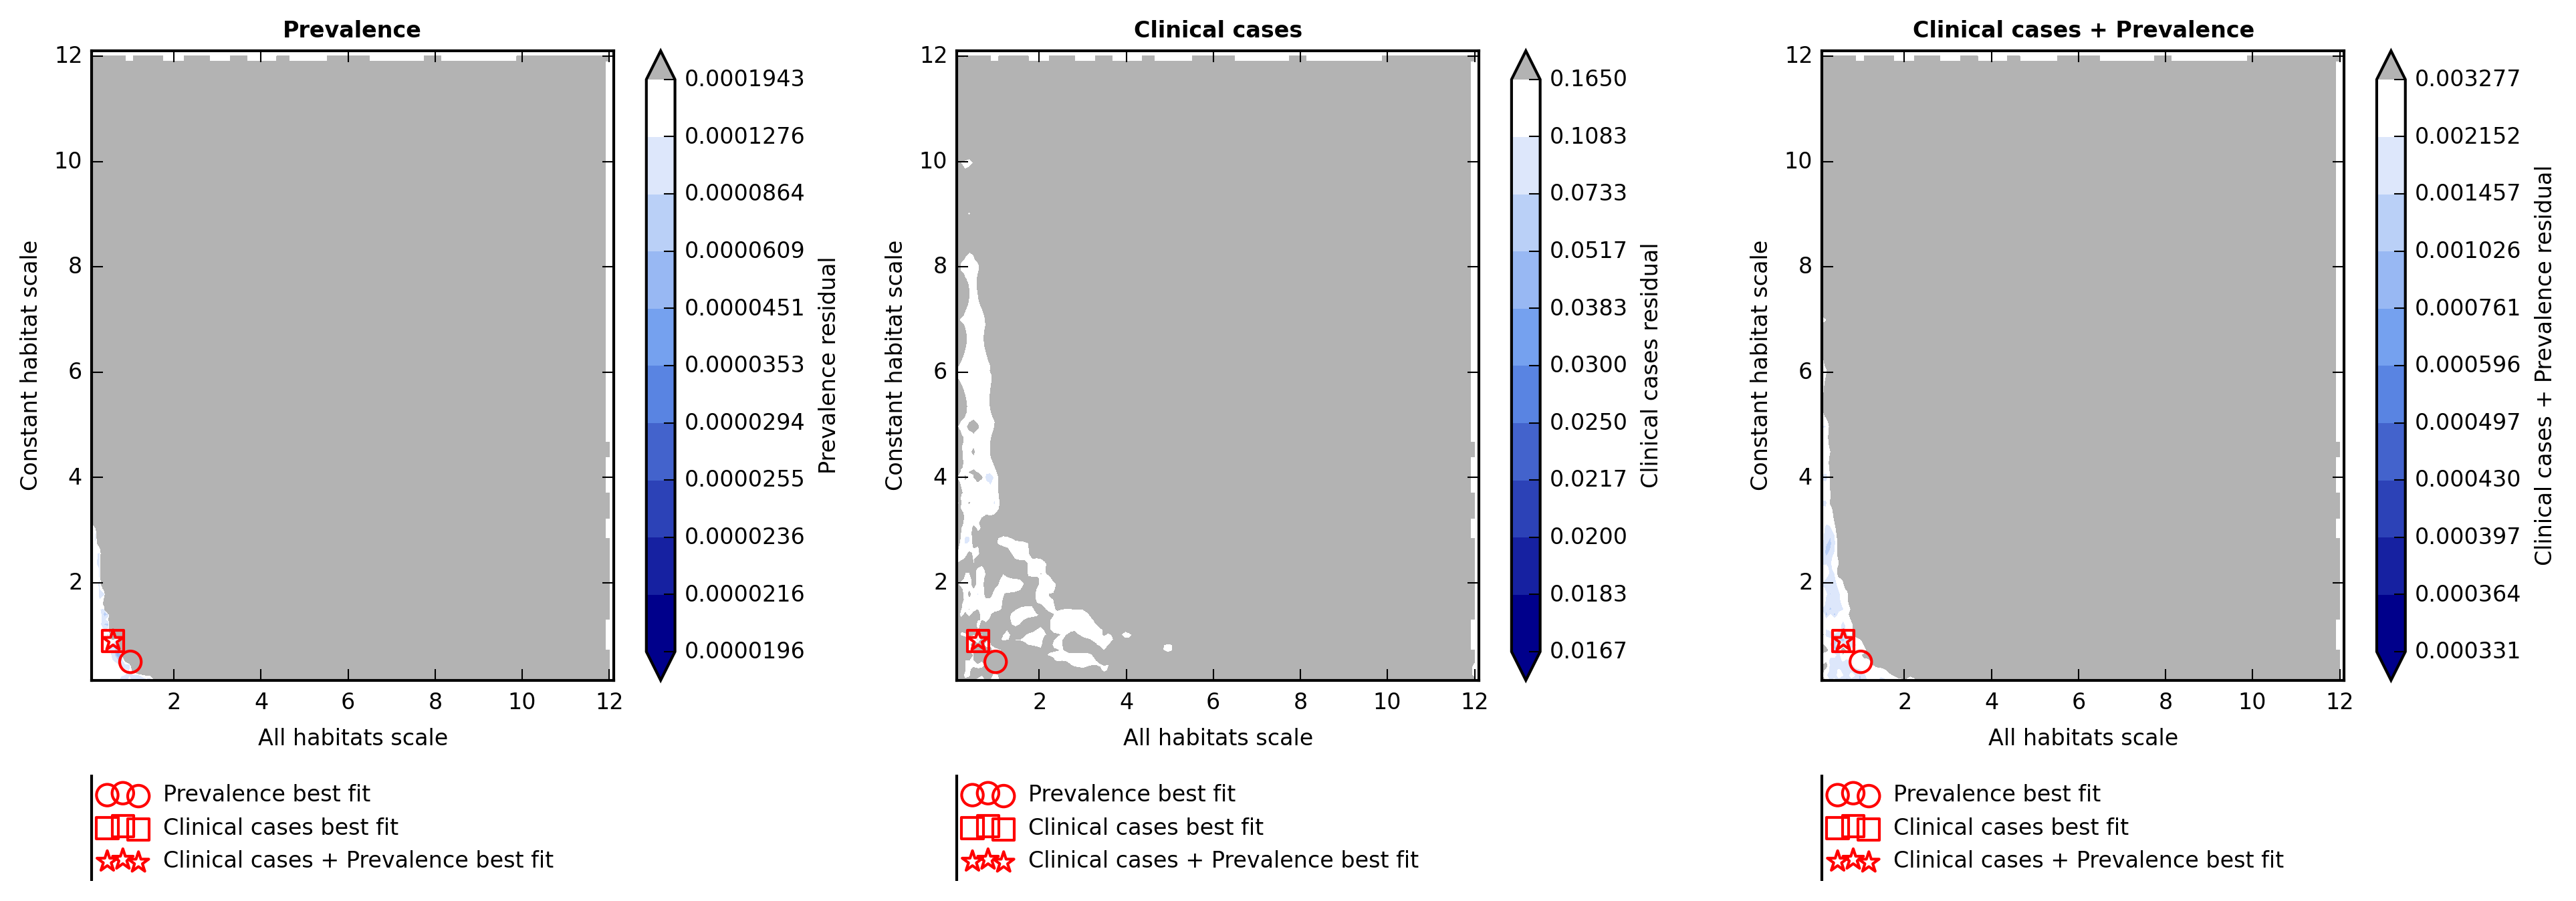 Prevalence
12
10
8
6
4
2
2 4 6 8 10 12
Constant habitat scale
All habitats scale
0.0001943
0.0001276
0.0000864
0.0000609
0.0000451
0.0000353
0.0000294
0.0000255
0.0000236
0.0000216
0.0000196
Prevalence residual
Prevalence best fit
Clinical cases best fit
Clinical cases + Prevalence best fit
Clinical cases
12
10
8
6
4
2
2 4 6 8 10 12
Constant habitat scale
All habitats scale
0.1650
0.1083
0.0733
0.0517
0.0383
0.0300
0.0250
0.0217
0.0200
0.0183
0.0167
Clinical cases residual
Prevalence best fit
Clinical cases best fit
Clinical cases + Prevalence best fit
Clinical cases + Prevalence
12
10
8
6
4
2
2 4 6 8 10 12
Constant habitat scale
All habitats scale
0.003277
0.002152
0.001457
0.001026
0.000761
0.000596
0.000497
0.000430
0.000397
0.000364
0.000331
Clinical cases + Prevalence residual
Prevalence best fit
Clinical cases best fit
Clinical cases + Prevalence best fit